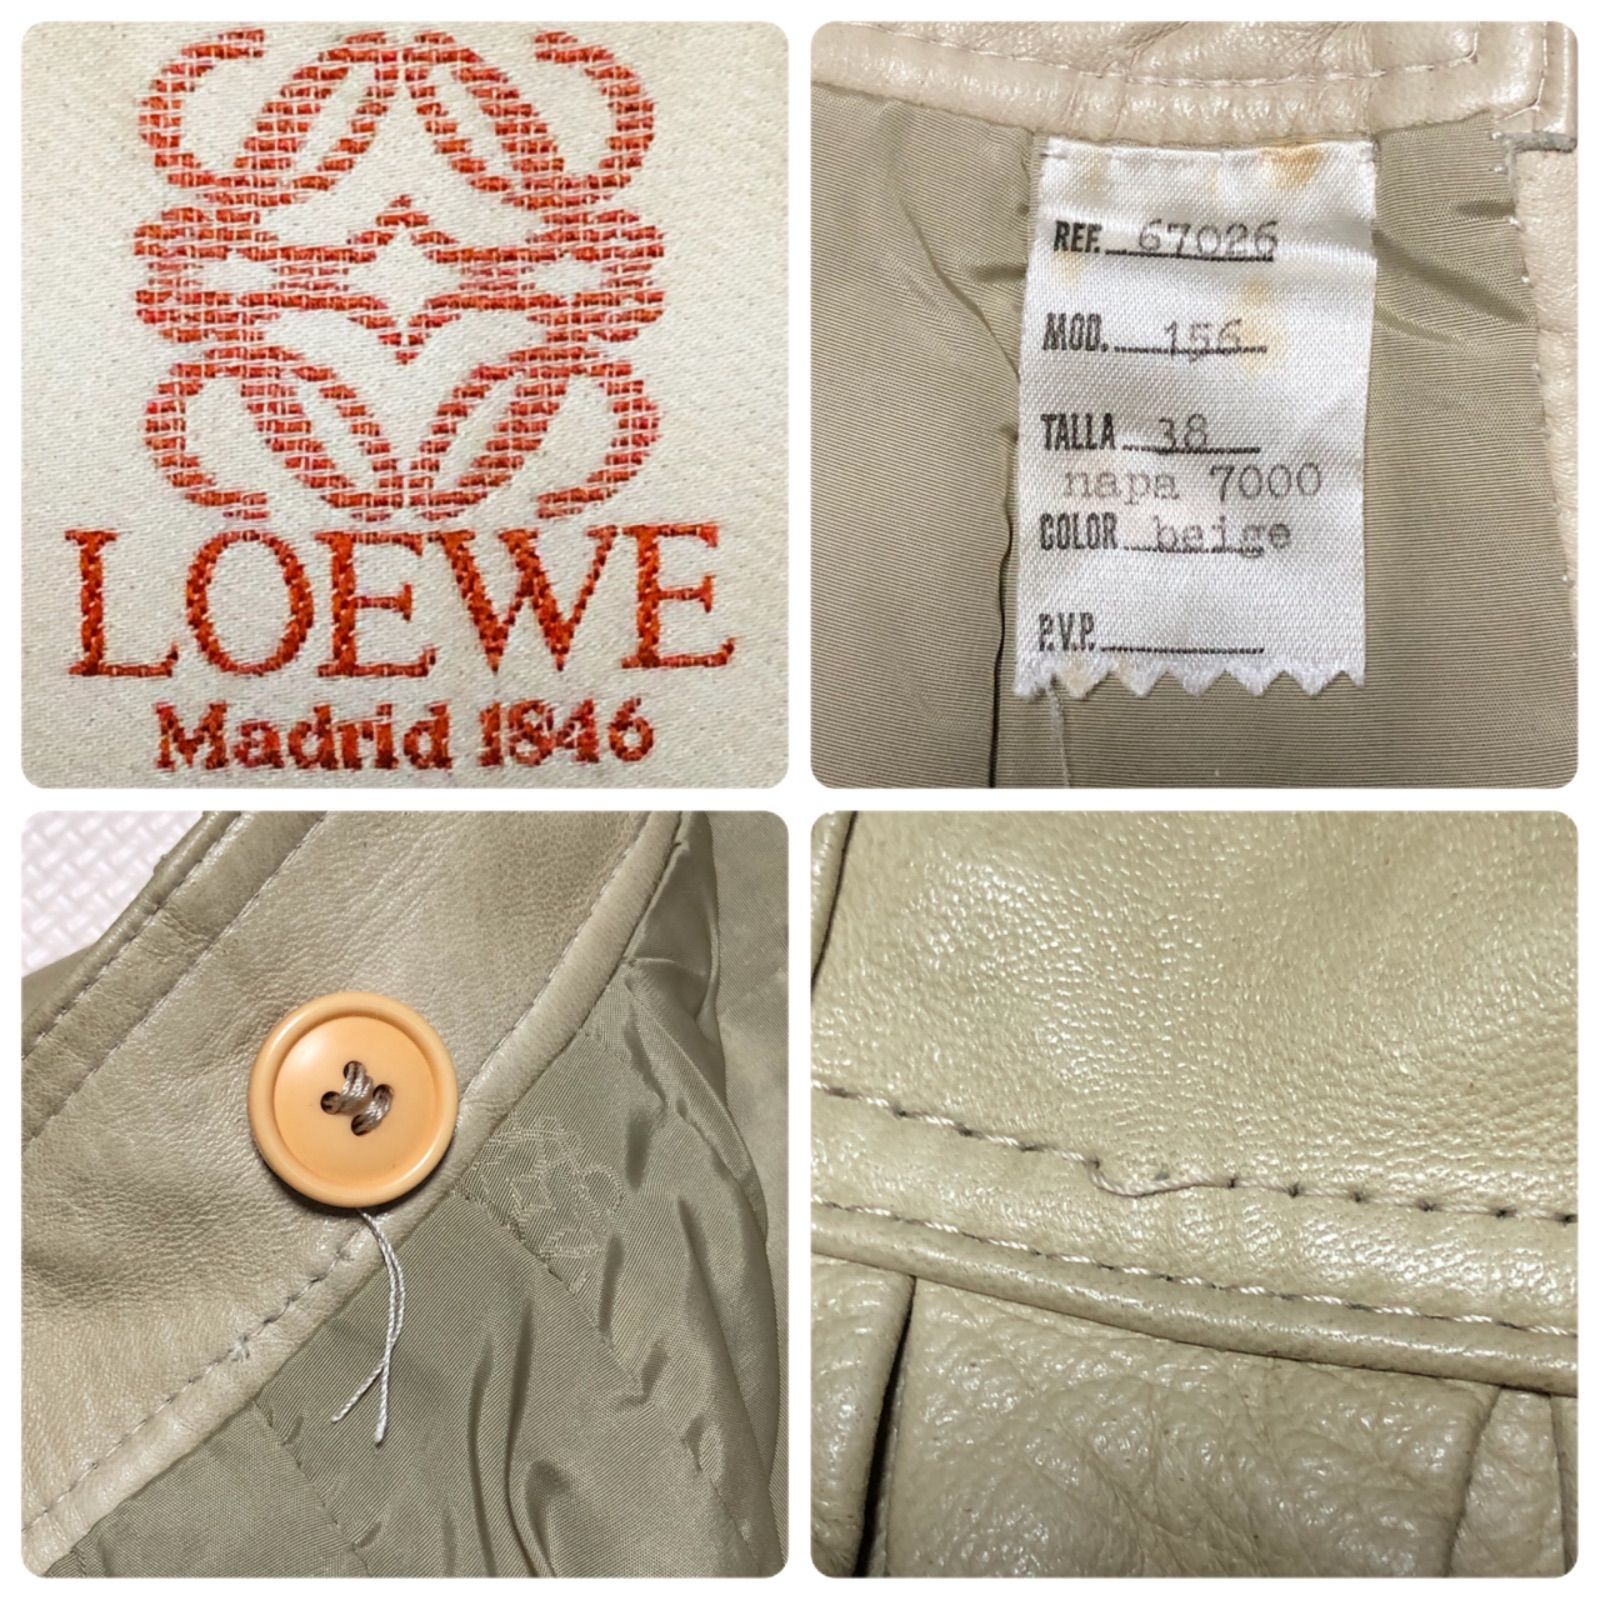 LOEWE
Madrid 1846
REF. 67026
MOD. 156
TALLA 38
napa 7000
COLOR beige
P.V.P.